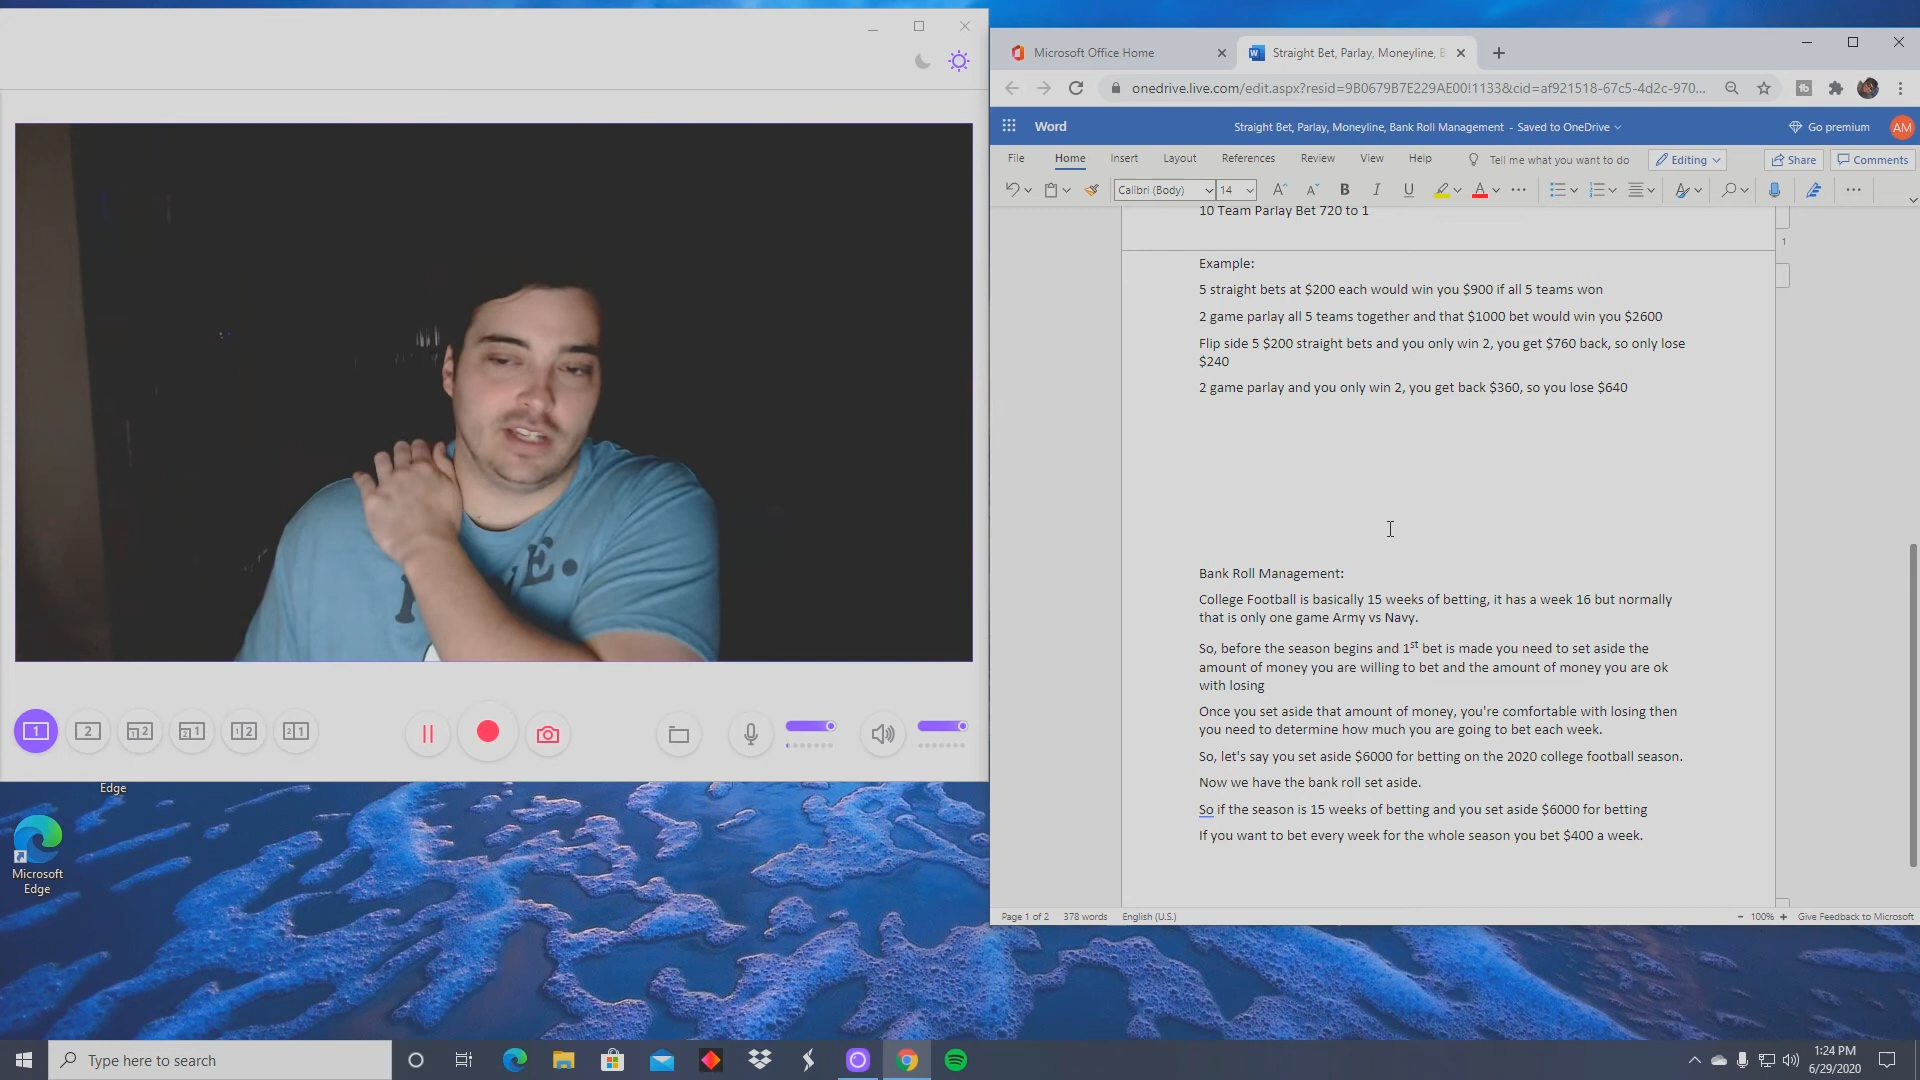 Microsoft Office Home
Straight Bet, Parlay, Moneyline, B
onedrive.live.com/edit.aspx?resid=9B0679B7E229AE00!1133&cid=af921518-67c5-4d2c-970...
Word
Straight Bet, Parlay, Moneyline, Bank Roll Management - Saved to OneDrive
Go premium
AM
File Home Insert Layout References Review View Help
Tell me what you want to do
Editing
Share
Comments
Calibri (Body)
14
10 Team Parlay Bet 720 to 1
1
Example:
5 straight bets at $200 each would win you $900 if all 5 teams won
2 game parlay all 5 teams together and that $1000 bet would win you $2600
Flip side 5 $200 straight bets and you only win 2, you get $760 back, so only lose
$240
2 game parlay and you only win 2, you get back $360, so you lose $640
Bank Roll Management:
College Football is basically 15 weeks of betting, it has a week 16 but normally
that is only one game Army vs Navy.
So, before the season begins and 1st bet is made you need to set aside the
amount of money you are willing to bet and the amount of money you are ok
with losing
Once you set aside that amount of money, you're comfortable with losing then
you need to determine how much you are going to bet each week.
So, let's say you set aside $6000 for betting on the 2020 college football season.
Now we have the bank roll set aside.
So if the season is 15 weeks of betting and you set aside $6000 for betting
If you want to bet every week for the whole season you bet $400 a week.
Page 1 of 2
378 words
English (U.S.)
100%
Give Feedback to Microsoft
1
2
1 2
2 1
1 2
2 1
Edge
Microsoft
Edge
Type here to search
1:24 PM
6/29/2020